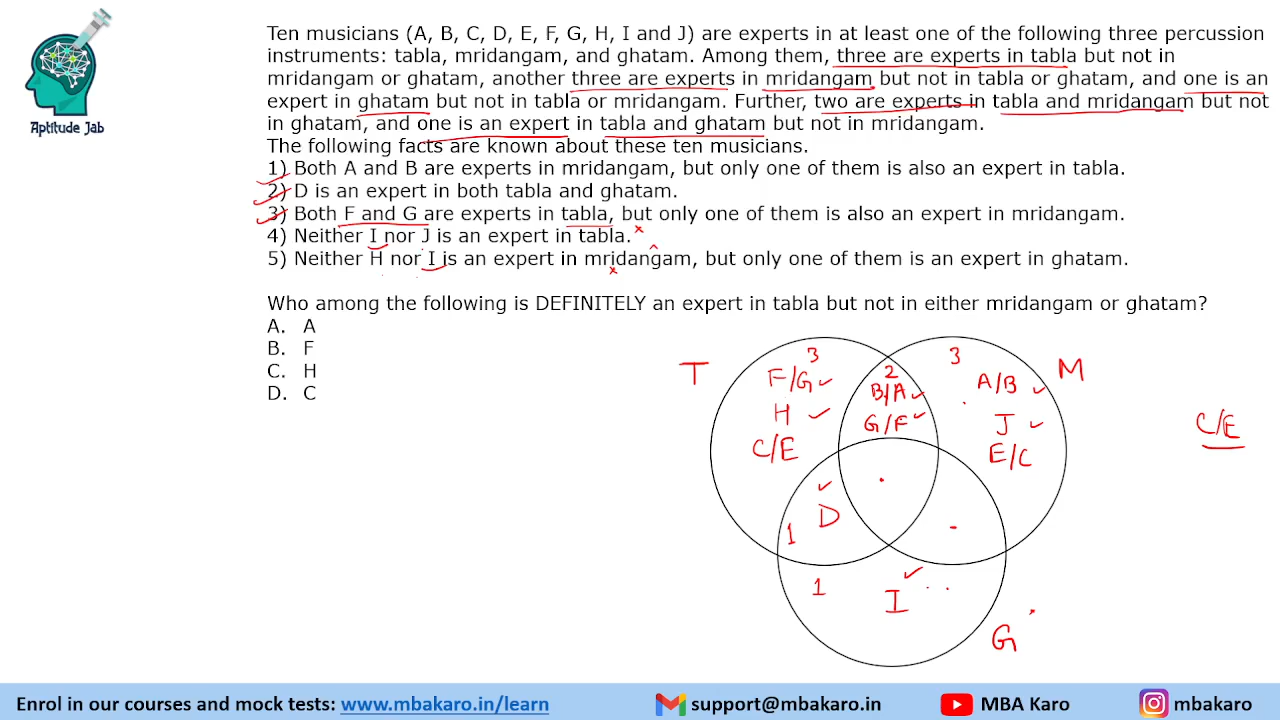 Aptitude Jab
Ten musicians (A, B, C, D, E, F, G, H, I and J) are experts in at least one of the following three percussion
instruments: tabla, mridangam, and ghatam. Among them, three are experts in tabla but not in
mridangam or ghatam, another three are experts in mridangam but not in tabla or ghatam, and one is an
expert in ghatam but not in tabla or mridangam. Further, two are experts in tabla and mridangam but not
in ghatam, and one is an expert in tabla and ghatam but not in mridangam.
The following facts are known about these ten musicians.
1) Both A and B are experts in mridangam, but only one of them is also an expert in tabla.
2) D is an expert in both tabla and ghatam.
3) Both F and G are experts in tabla, but only one of them is also an expert in mridangam.
4) Neither I nor J is an expert in tabla.
5) Neither H nor I is an expert in mridangam, but only one of them is an expert in ghatam.
Who among the following is DEFINITELY an expert in tabla but not in either mridangam or ghatam?
A. A
B. F
C. H
D. C
T
3
2
3
M
F/G
B/A
A/B
H
G/F
J
C/E
E/C
C/E
D
1
1
I
G
Enrol in our courses and mock tests: www.mbakaro.in/learn
support@mbakaro.in
MBA Karo
mbakaro